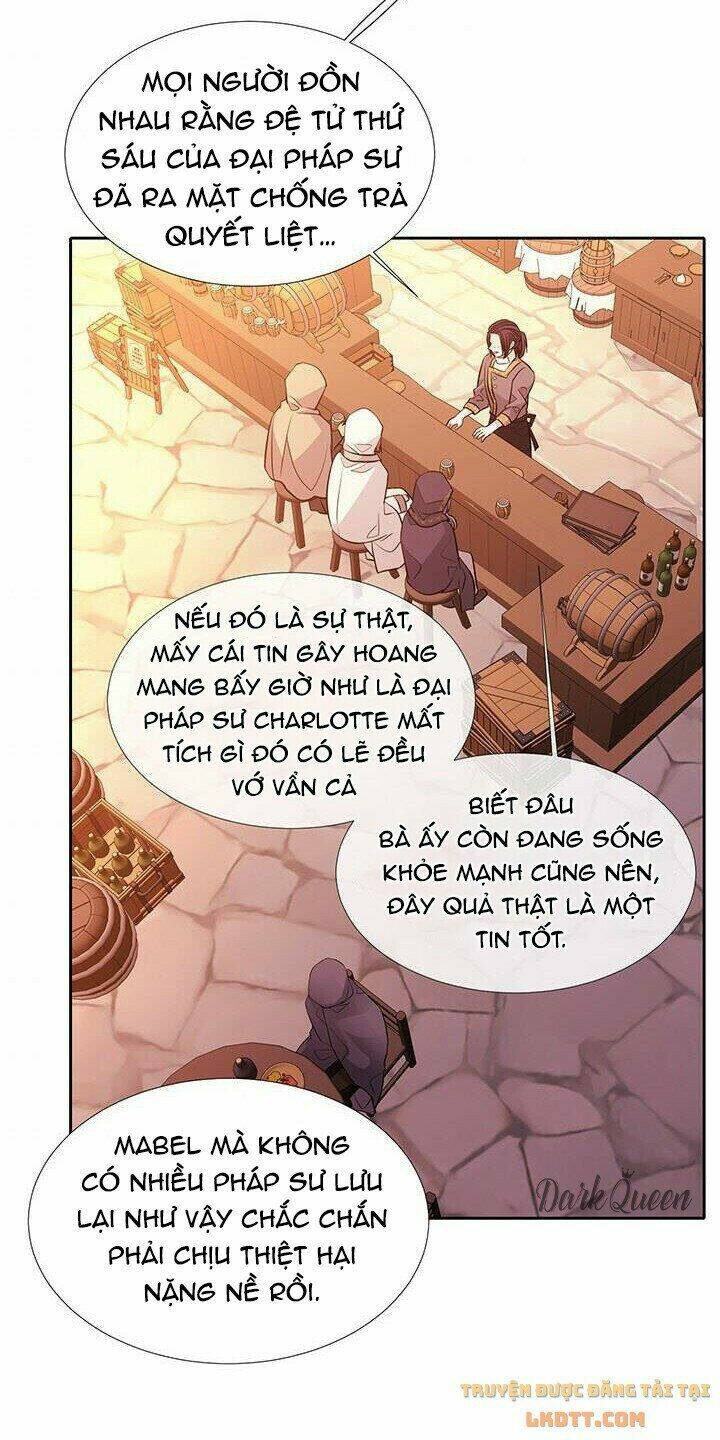 MỌI NGƯỜI ĐỒN
NHAU RẰNG ĐỆ TỬ THỨ
SÁU CỦA ĐẠI PHÁP SƯ
ĐÃ RA MẶT CHỐNG TRẢ
QUYẾT LIỆT...
NẾU ĐÓ LÀ SỰ THẬT,
MẤY CÁI TIN GÂY HOANG
MANG BẤY GIỜ NHƯ LÀ ĐẠI
PHÁP SƯ CHARLOTTE MẤT
TÍCH GÌ ĐÓ CÓ LẼ ĐỀU
VỚ VẨN CẢ
BIẾT ĐÂU
BÀ ẤY CÒN ĐANG SỐNG
KHỎE MẠNH CŨNG NÊN,
ĐÂY QUẢ THẬT LÀ MỘT
TIN TỐT.
MABEL MÀ KHÔNG
CÓ NHIỀU PHÁP SƯ LƯU
LẠI NHƯ VẬY CHẮC CHẮN
PHẢI CHỊU THIỆT HẠI
NẶNG NỀ RỒI.
DarkQueen
TRUYỆN ĐƯỢC ĐĂNG TẢI TẠI
LKDTT.COM